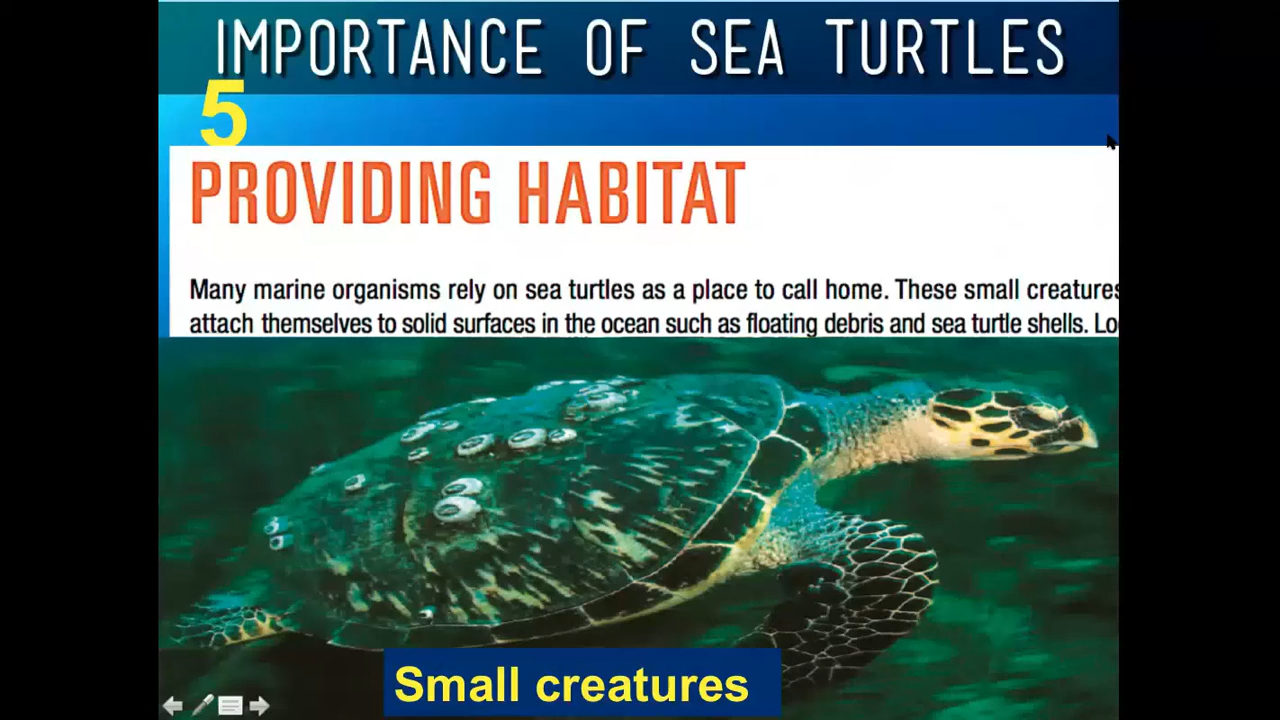 IMPORTANCE OF SEA TURTLES
5
PROVIDING HABITAT
Many marine organisms rely on sea turtles as a place to call home. These small creatures
attach themselves to solid surfaces in the ocean such as floating debris and sea turtle shells. Lo
Small creatures